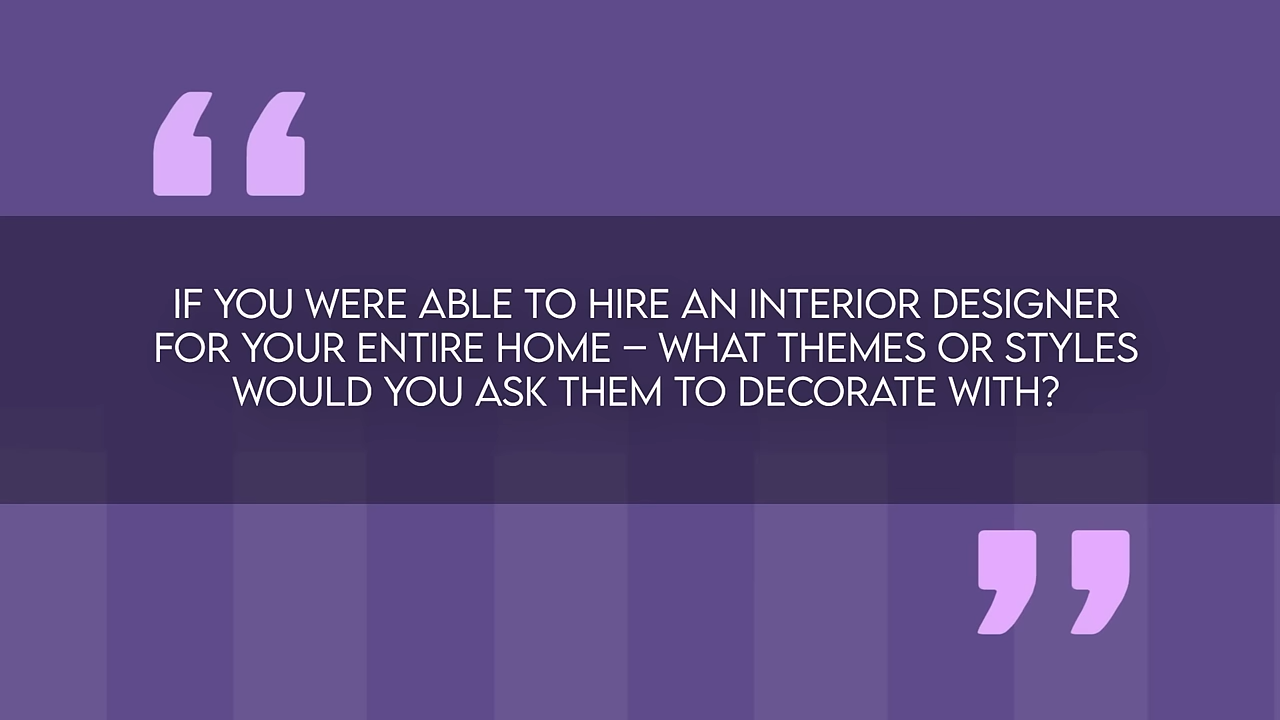 IF YOU WERE ABLE TO HIRE AN INTERIOR DESIGNER
FOR YOUR ENTIRE HOME – WHAT THEMES OR STYLES
WOULD YOU ASK THEM TO DECORATE WITH?